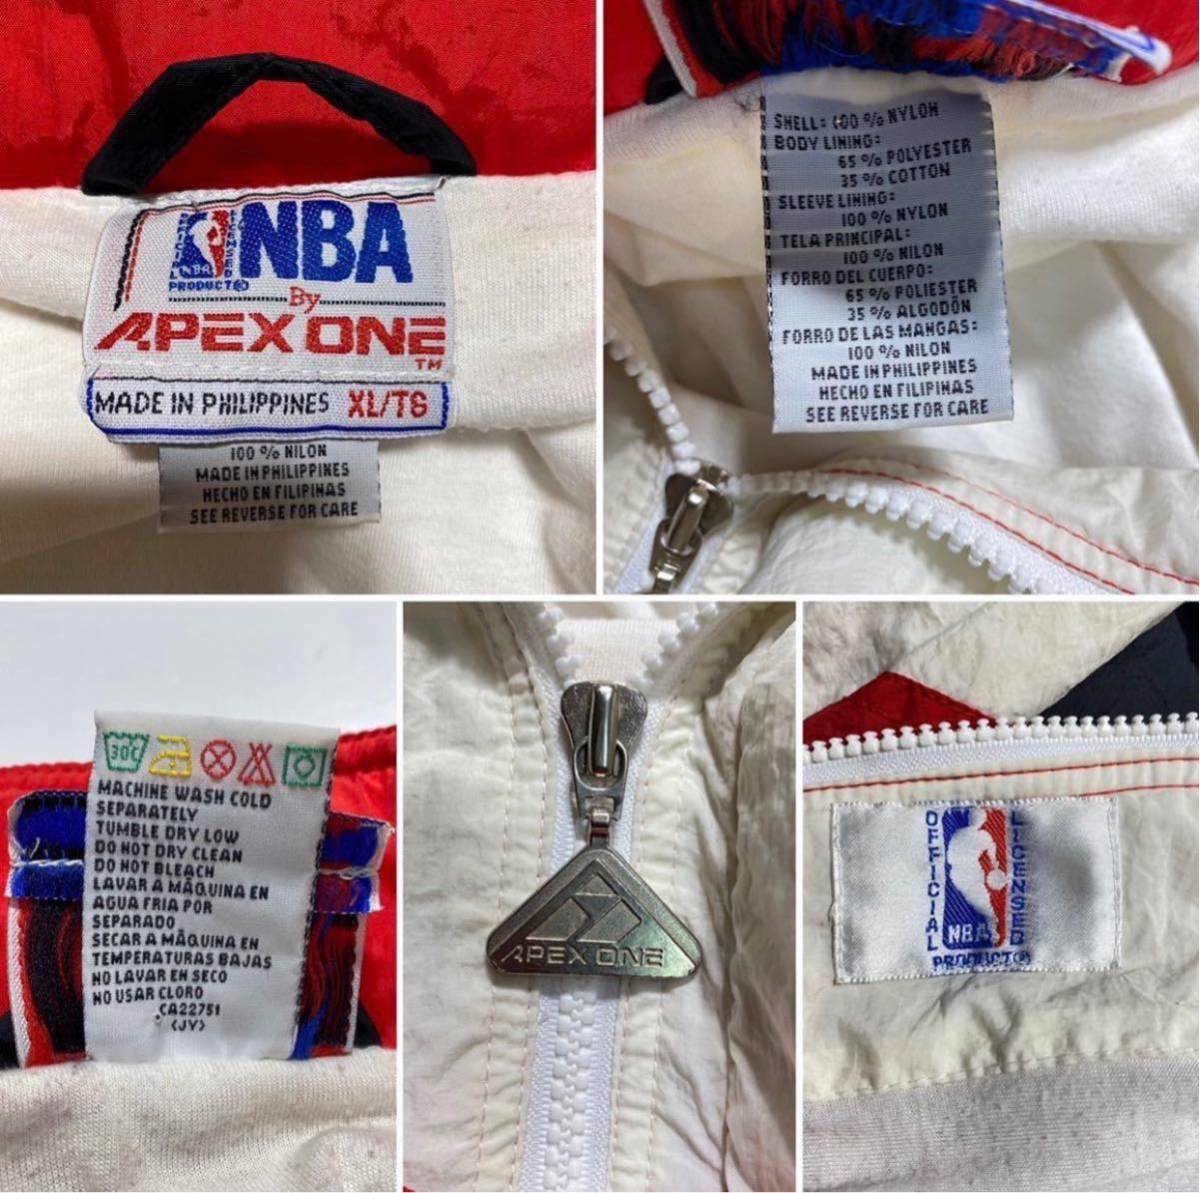 OFFICIAL
LICENSED
NBA
NBA
PRODUCT®
By
APEX ONE
TM
MADE IN PHILIPPINES XL/TG
100 % NILON
MADE IN PHILIPPINES
HECHO EN FILIPINAS
SEE REVERSE FOR CARE
SHELL: 100 % NYLON
BODY LINING:
65 % POLYESTER
35 % COTTON
SLEEVE LINING:
100 % NYLON
TELA PRINCIPAL:
100 % NILON
FORRO DEL CUERPO:
65 % POLIESTER
35 % ALGODÓN
FORRO DE LAS MANGAS:
100 % NILON
MADE IN PHILIPPINES
HECHO EN FILIPINAS
SEE REVERSE FOR CARE
30C
MACHINE WASH COLD
SEPARATELY
TUMBLE DRY LOW
DO NOT DRY CLEAN
DO NOT BLEACH
LAVAR A MÁQUINA EN
AGUA FRIA POR
SEPARADO
SECAR A MÁQUINA EN
TEMPERATURAS BAJAS
NO LAVAR EN SECO
NO USAR CLORO
CA22751
(JY)
APEX ONE
OFFICIAL
LICENSED
NBA
PRODUCT®